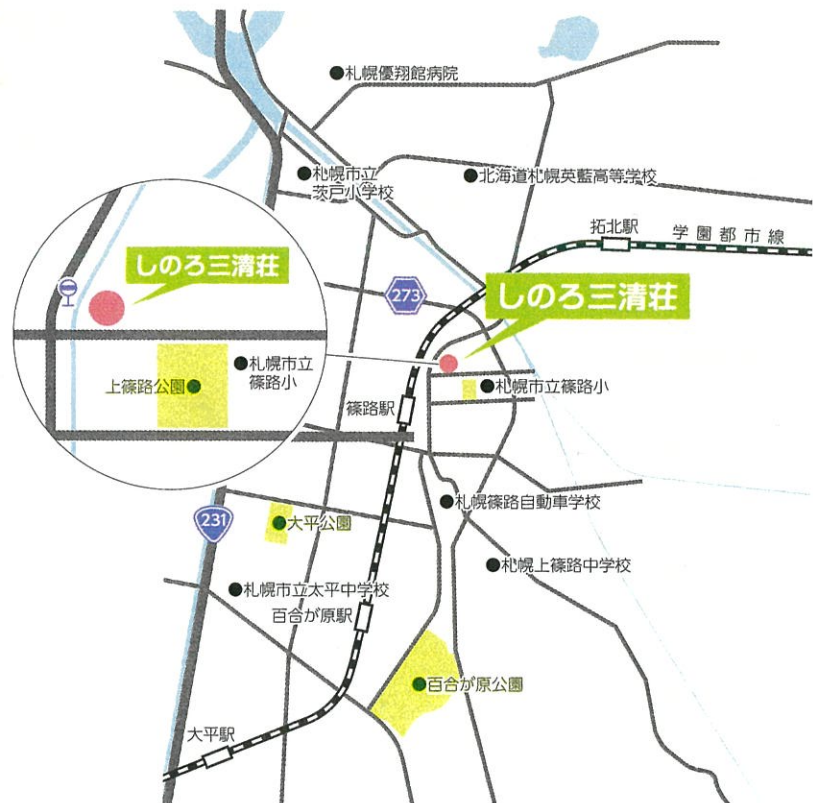 札幌優翔館病院
札幌市立
茨戸小学校
北海道札幌英藍高等学校
拓北駅
学園都市線
しのろ三清荘
273
しのろ三清荘
札幌市立
篠路小
上篠路公園
札幌市立篠路小
篠路駅
札幌篠路自動車学校
231
大平公園
札幌上篠路中学校
札幌市立太平中学校
百合が原駅
百合が原公園
大平駅